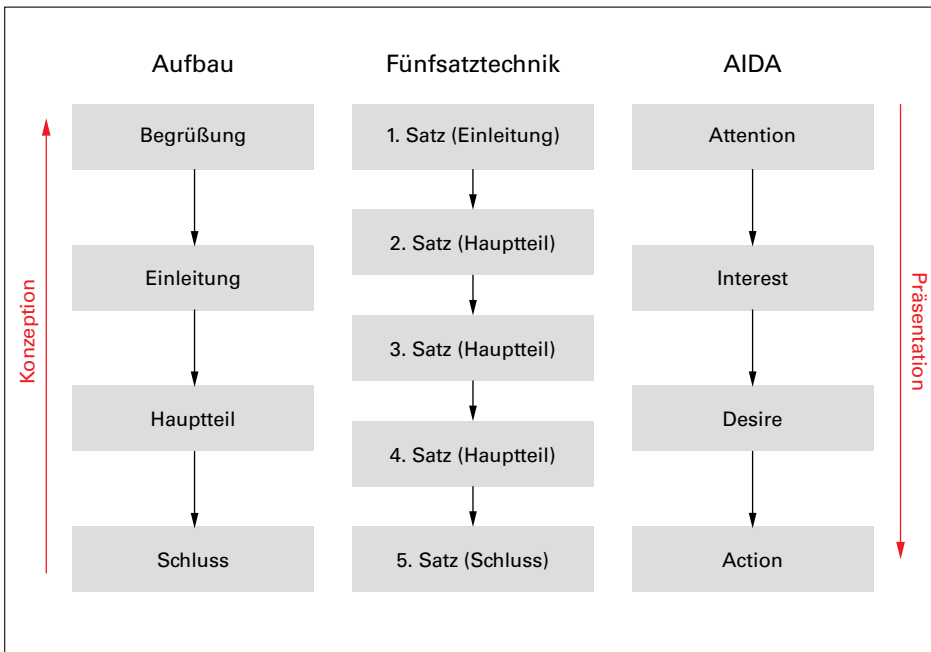 Aufbau
Fünfsatztechnik
AIDA
Konzeption
Begrüßung
Einleitung
Hauptteil
Schluss
1. Satz (Einleitung)
2. Satz (Hauptteil)
3. Satz (Hauptteil)
4. Satz (Hauptteil)
5. Satz (Schluss)
Attention
Interest
Desire
Action
Präsentation